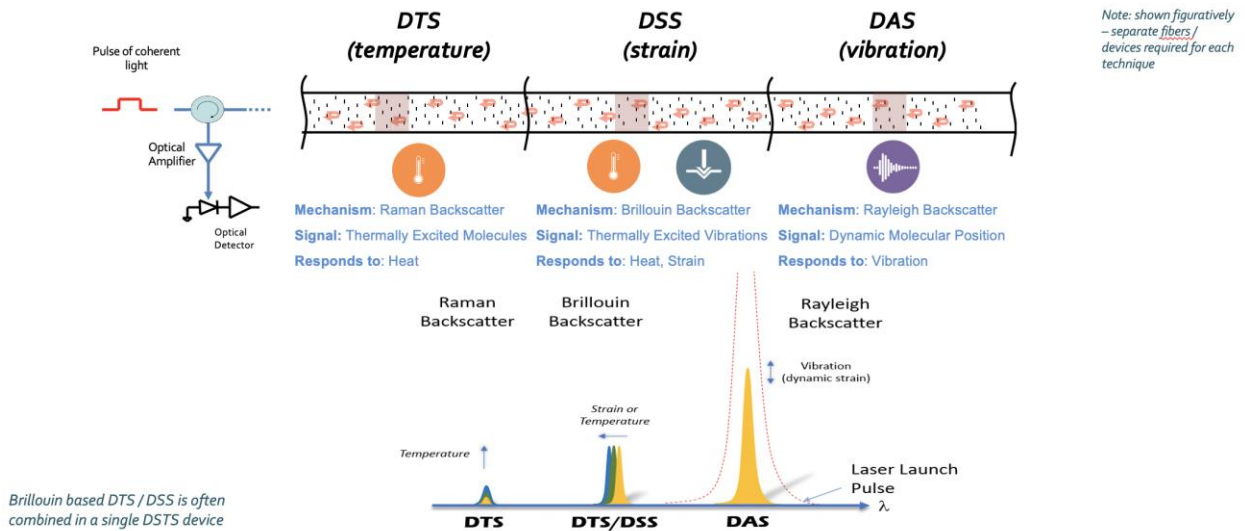 DTS
(temperature)
DSS
(strain)
DAS
(vibration)
Note: shown figuratively
– separate fibers /
devices required for each
technique
Pulse of coherent
light
Optical
Amplifier
Optical
Detector
Mechanism: Raman Backscatter
Signal: Thermally Excited Molecules
Responds to: Heat
Mechanism: Brillouin Backscatter
Signal: Thermally Excited Vibrations
Responds to: Heat, Strain
Mechanism: Rayleigh Backscatter
Signal: Dynamic Molecular Position
Responds to: Vibration
Raman
Backscatter
Brillouin
Backscatter
Rayleigh
Backscatter
Vibration
(dynamic strain)
Strain or
Temperature
Temperature
Laser Launch
Pulse
λ
DTS
DTS/DSS
DAS
Brillouin based DTS / DSS is often
combined in a single DSTS device